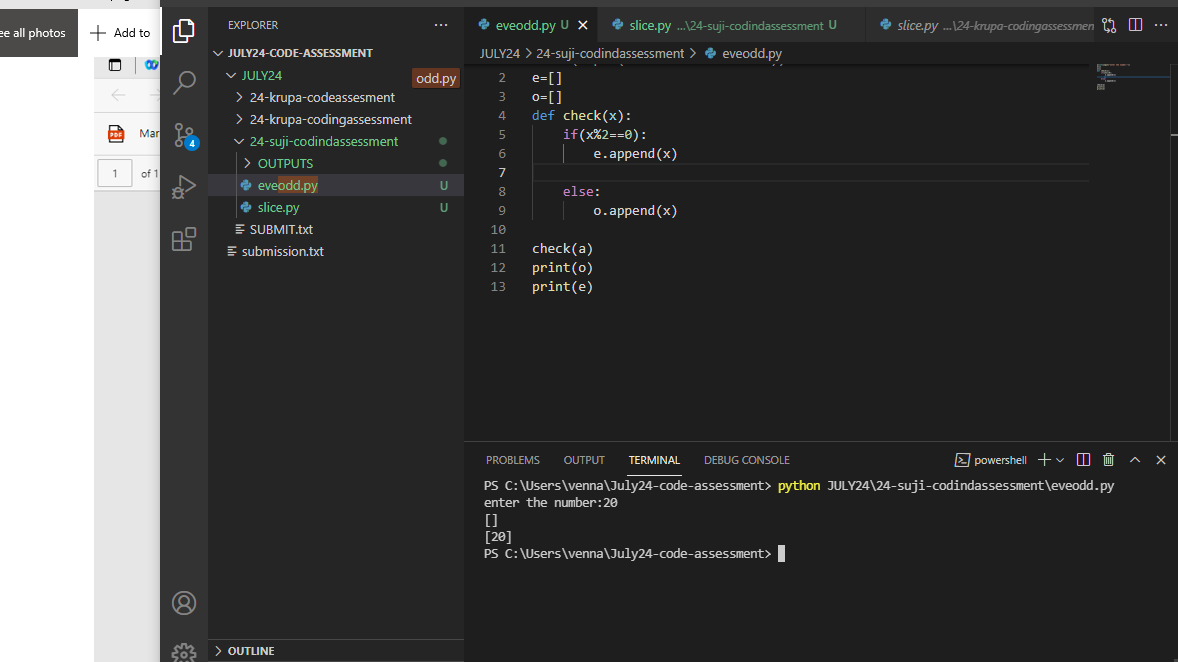 ee all photos
Add to
1
of 1
EXPLORER
JULY24-CODE-ASSESSMENT
JULY24
odd.py
24-krupa-codeassesment
24-krupa-codingassessment
24-suji-codindassessment
OUTPUTS
eveodd.py U
slice.py U
SUBMIT.txt
submission.txt
OUTLINE
4
eveodd.py U
slice.py ...\24-suji-codindassessment U
slice.py ...\24-krupa-codingassessmen
JULY24 > 24-suji-codindassessment > eveodd.py
2 e=[]
3 o=[]
4 def check(x):
5 if(x%2==0):
6 e.append(x)
7
8 else:
9 o.append(x)
10
11 check(a)
12 print(o)
13 print(e)
PROBLEMS OUTPUT TERMINAL DEBUG CONSOLE
powershell
PS C:\Users\venna\July24-code-assessment> python JULY24\24-suji-codindassessment\eveodd.py
enter the number:20
[]
[20]
PS C:\Users\venna\July24-code-assessment>